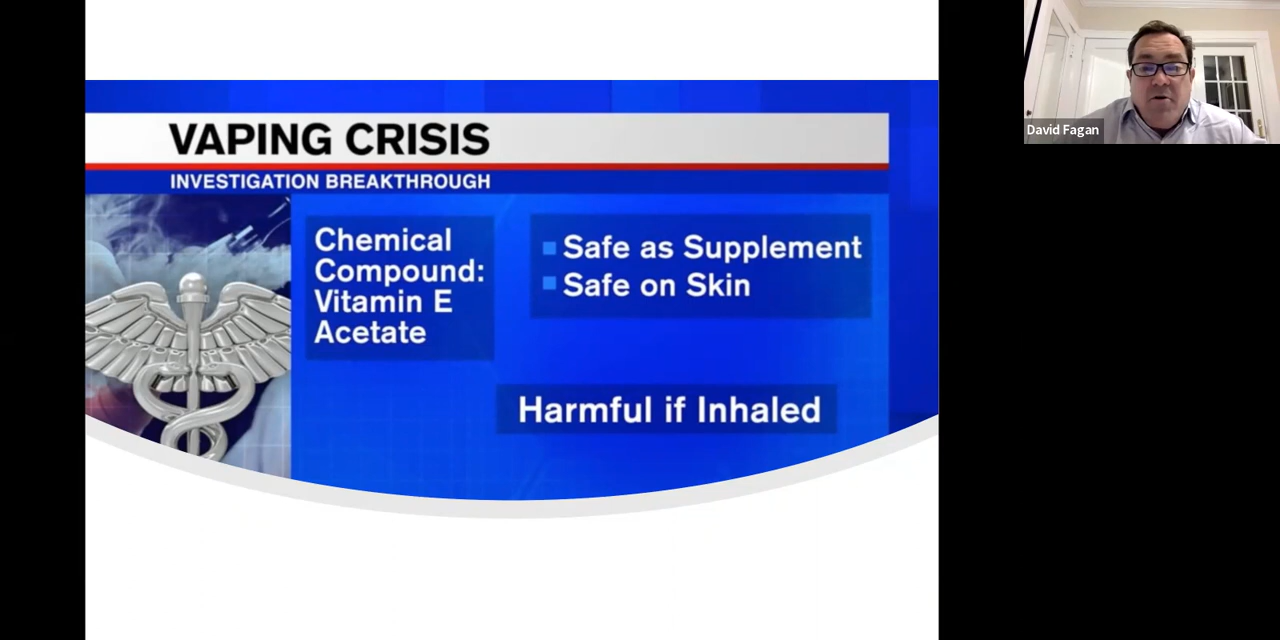 VAPING CRISIS
INVESTIGATION BREAKTHROUGH
Chemical
Compound:
Vitamin E
Acetate
Safe as Supplement
Safe on Skin
Harmful if Inhaled
David Fagan